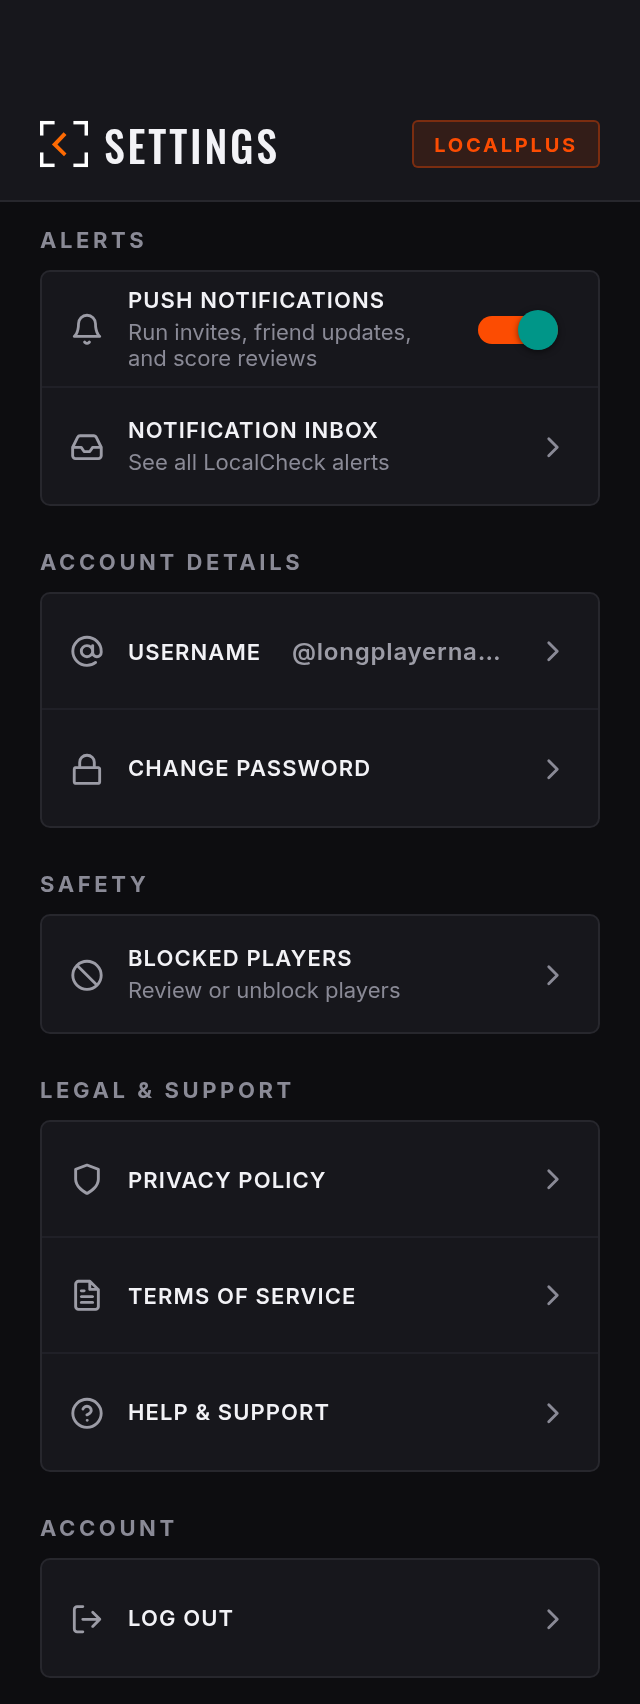 SETTINGS
LOCALPLUS
ALERTS
PUSH NOTIFICATIONS
Run invites, friend updates,
and score reviews
NOTIFICATION INBOX
See all LocalCheck alerts
ACCOUNT DETAILS
USERNAME @longplayerna...
CHANGE PASSWORD
SAFETY
BLOCKED PLAYERS
Review or unblock players
LEGAL & SUPPORT
PRIVACY POLICY
TERMS OF SERVICE
HELP & SUPPORT
ACCOUNT
LOG OUT